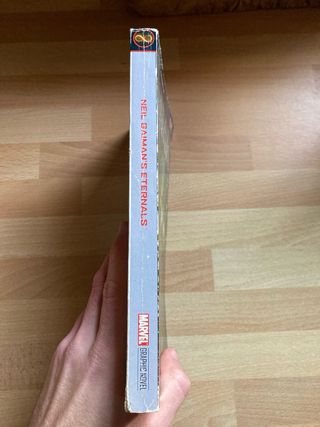 NEIL GAIMAN'S ETERNALS
MARVEL
GRAPHIC NOVEL